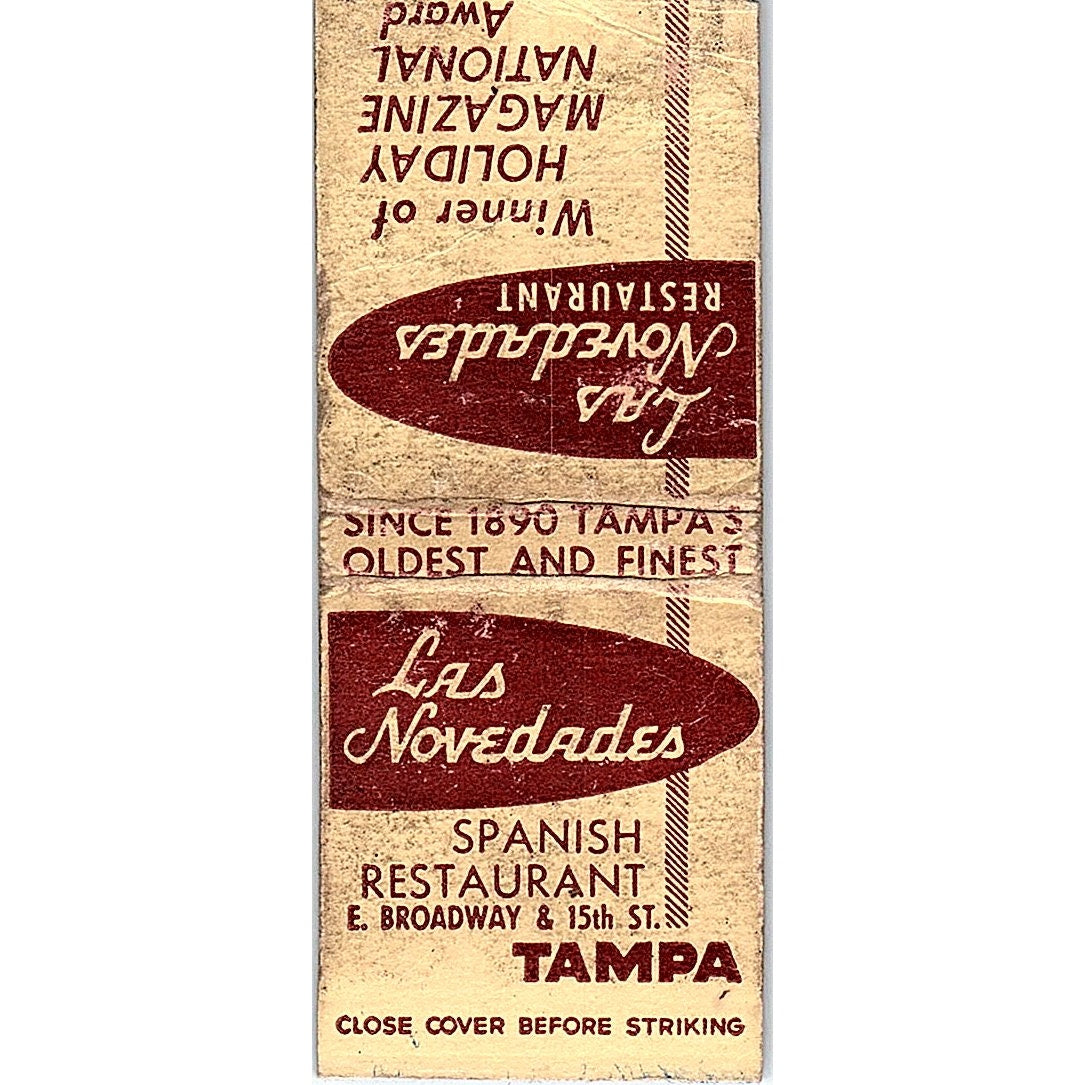 Winner of
HOLIDAY
MAGAZINE
NATIONAL
Award
Las
Novedades
RESTAURANT
SINCE 1890 TAMPA'S
OLDEST AND FINEST
Las
Novedades
SPANISH
RESTAURANT
E. BROADWAY & 15th ST.
TAMPA
CLOSE COVER BEFORE STRIKING